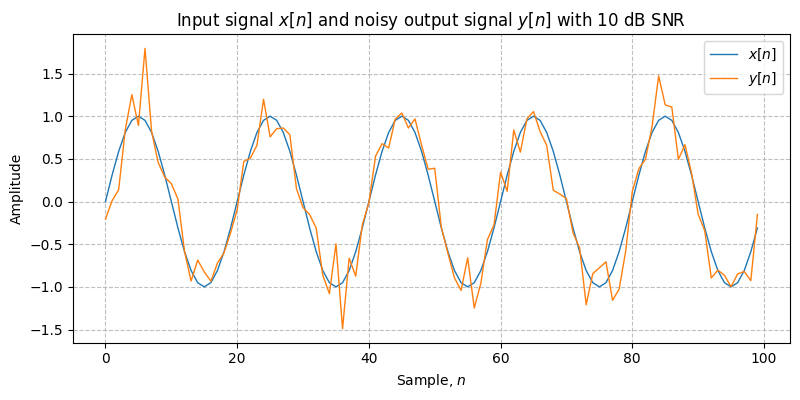 Input signal x[n] and noisy output signal y[n] with 10 dB SNR
x[n]
y[n]
Amplitude
1.5
1.0
0.5
0.0
−0.5
−1.0
−1.5
0 20 40 60 80 100
Sample, n